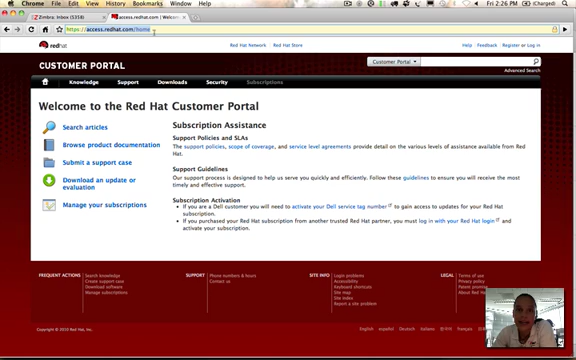 Chrome File Edit View History Bookmarks Window Help (Charged)
Zimbra: Inbox (5358) access.redhat.com | Welcom
https://access.redhat.com/home
redhat Red Hat Network Red Hat Store Help Feedback Register or Log in
CUSTOMER PORTAL Customer Portal
Advanced Search
Knowledge Support Downloads Security Subscriptions
Welcome to the Red Hat Customer Portal
Search articles
Browse product documentation
Submit a support case
Download an update or
evaluation
Manage your subscriptions
Subscription Assistance
Support Policies and SLAs
The support policies, scope of coverage, and service level agreements provide detail on the various levels of assistance available from Red
Hat.
Support Guidelines
Our support process is designed to help us serve you quickly and efficiently. Follow these guidelines to ensure you will receive the most
timely and effective support.
Subscription Activation
• If you are a Dell customer you will need to activate your Dell service tag number to gain access to updates for your Red Hat
subscription.
• If you purchased your Red Hat subscription from another trusted Red Hat partner, you must log in with your Red Hat login and
activate your subscription.
FREQUENT ACTIONS
Search knowledge
Create support case
Download software
Manage subscriptions
SUPPORT
Phone numbers & hours
Contact us
SITE INFO
Login problems
Accessibility
Keyboard shortcuts
Site map
Site index
Report a site problem
LEGAL
Terms of use
Privacy policy
Patent promise
About Red Ha
Copyright © 2010 Red Hat, Inc.
English español Deutsch italiano 한국어 français